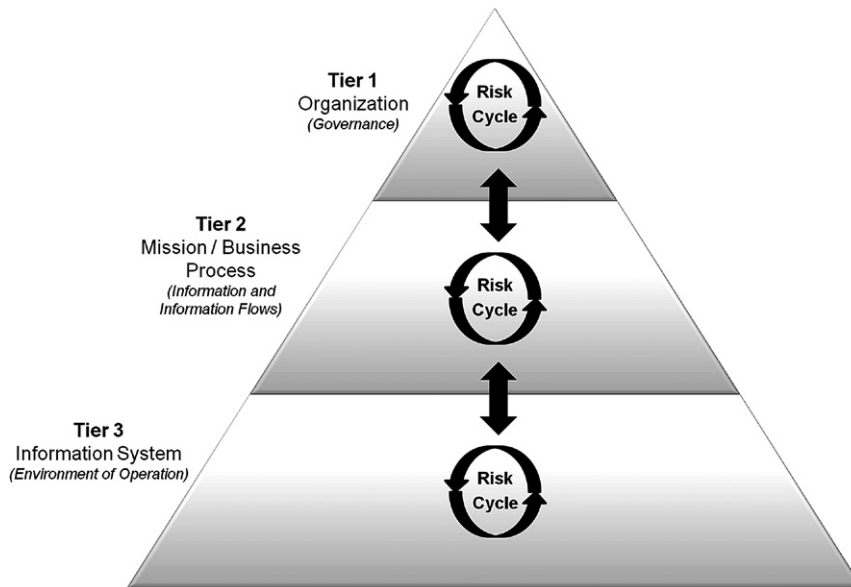 Tier 1
Organization
(Governance)
Risk
Cycle
Tier 2
Mission / Business
Process
(Information and
Information Flows)
Risk
Cycle
Tier 3
Information System
(Environment of Operation)
Risk
Cycle